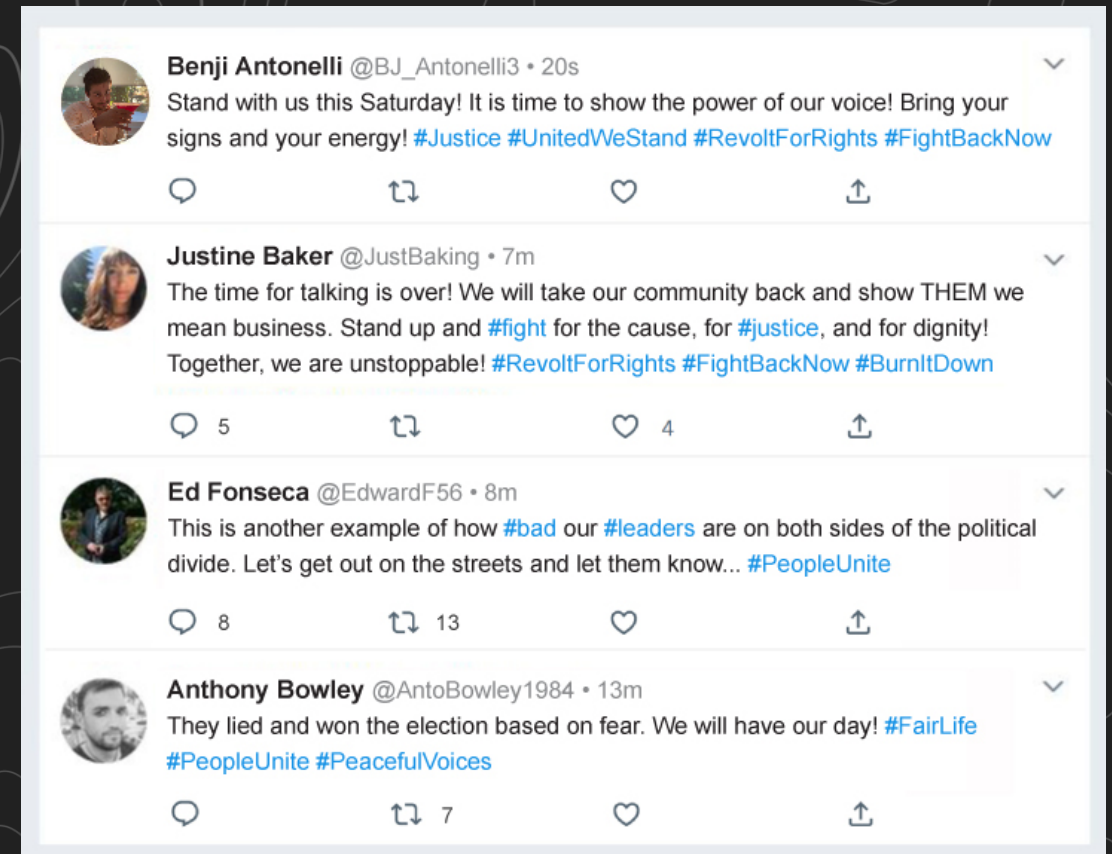 Benji Antonelli @BJ_Antonelli3 • 20s
Stand with us this Saturday! It is time to show the power of our voice! Bring your
signs and your energy! #Justice #UnitedWeStand #RevoltForRights #FightBackNow
Justine Baker @JustBaking • 7m
The time for talking is over! We will take our community back and show THEM we
mean business. Stand up and #fight for the cause, for #justice, and for dignity!
Together, we are unstoppable! #RevoltForRights #FightBackNow #BurnItDown
5 4
Ed Fonseca @EdwardF56 • 8m
This is another example of how #bad our #leaders are on both sides of the political
divide. Let's get out on the streets and let them know... #PeopleUnite
8 13
Anthony Bowley @AntoBowley1984 • 13m
They lied and won the election based on fear. We will have our day! #FairLife
#PeopleUnite #PeacefulVoices
7